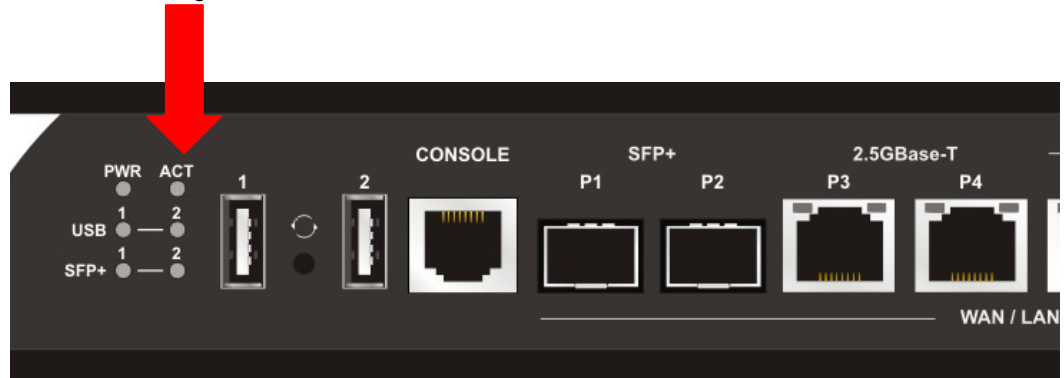 CONSOLE
SFP+
2.5GBase-T
PWR ACT
1
2
P1
P2
P3
P4
1 2
USB
1 2
SFP+
WAN / LAN